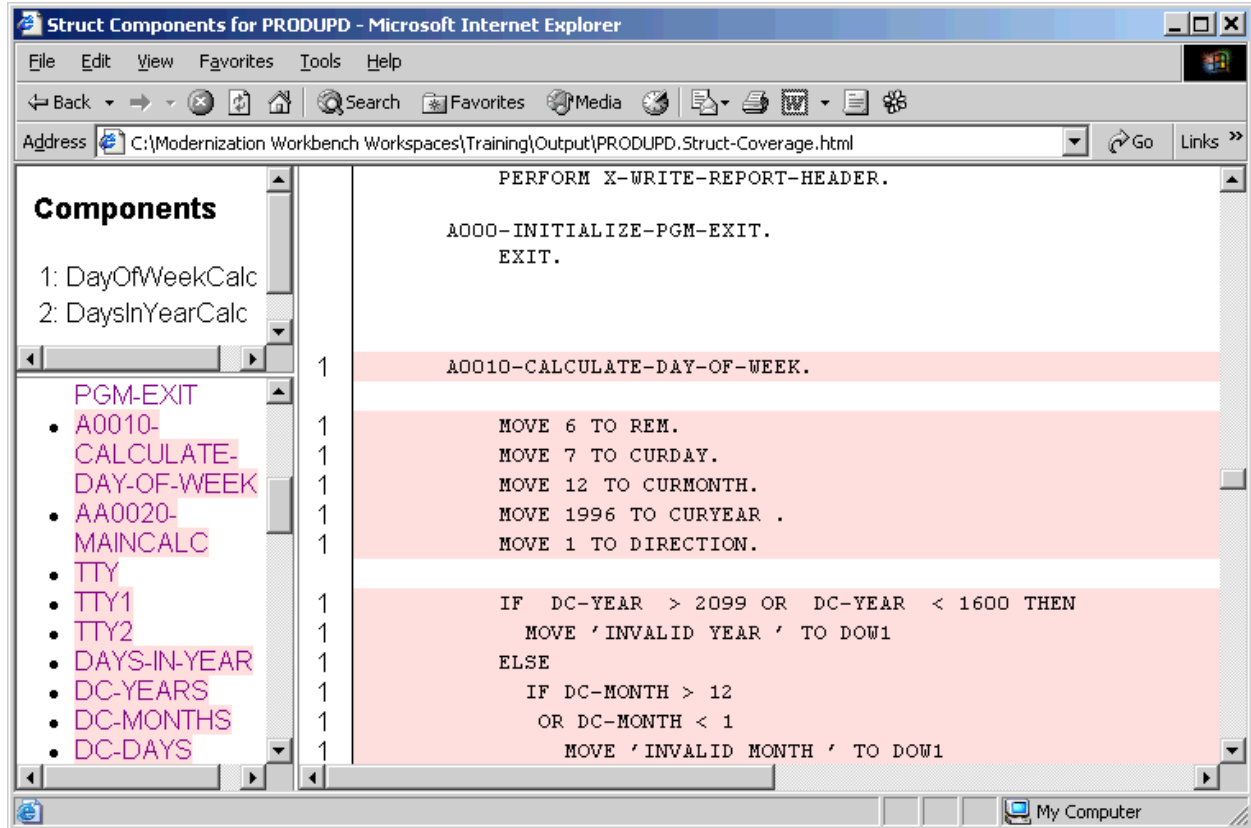 Struct Components for PRODUPD - Microsoft Internet Explorer
File Edit View Favorites Tools Help
Back Search Favorites Media
Address C:\Modernization Workbench Workspaces\Training\Output\PRODUPD.Struct-Coverage.html Go Links »
Components
1: DayOfWeekCalc
2: DaysInYearCalc
PGM-EXIT
• A0010-
CALCULATE-
DAY-OF-WEEK
• AA0020-
MAINCALC
• TTY
• TTY1
• TTY2
• DAYS-IN-YEAR
• DC-YEARS
• DC-MONTHS
• DC-DAYS
PERFORM X-WRITE-REPORT-HEADER.
A000-INITIALIZE-PGM-EXIT.
EXIT.
1 A0010-CALCULATE-DAY-OF-WEEK.
1 MOVE 6 TO REM.
1 MOVE 7 TO CURDAY.
1 MOVE 12 TO CURMONTH.
1 MOVE 1996 TO CURYEAR .
1 MOVE 1 TO DIRECTION.
1 IF DC-YEAR > 2099 OR DC-YEAR < 1600 THEN
1 MOVE 'INVALID YEAR ' TO DOW1
1 ELSE
1 IF DC-MONTH > 12
1 OR DC-MONTH < 1
1 MOVE 'INVALID MONTH ' TO DOW1
My Computer